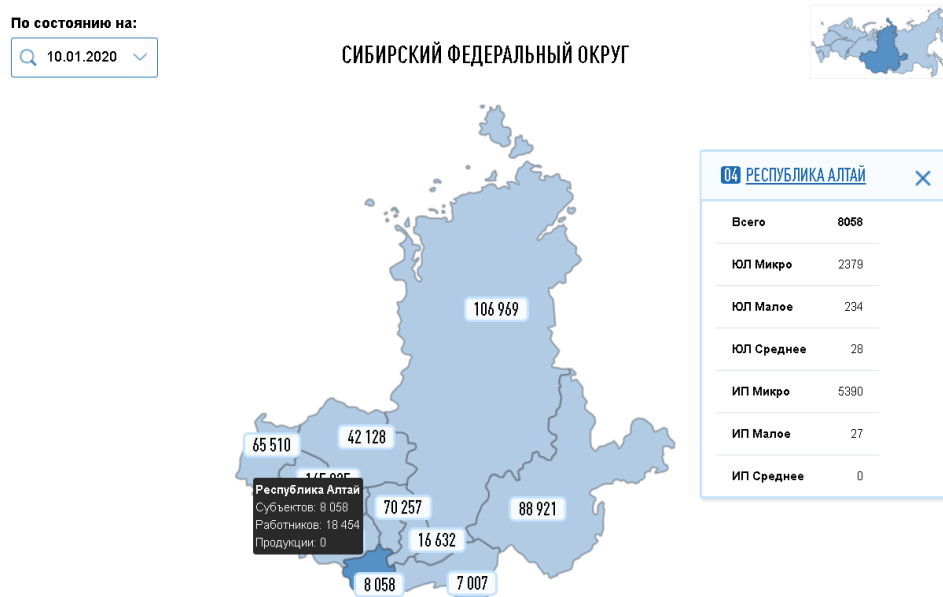 По состоянию на:
10.01.2020
СИБИРСКИЙ ФЕДЕРАЛЬНЫЙ ОКРУГ
04 РЕСПУБЛИКА АЛТАЙ
Всего 8058
ЮЛ Микро 2379
ЮЛ Малое 234
ЮЛ Среднее 28
ИП Микро 5390
ИП Малое 27
ИП Среднее 0
106 969
42 128
65 510
Республика Алтай
Субъектов: 8 058
Работников: 18 454
Продукции: 0
70 257
88 921
16 632
8 058
7 007